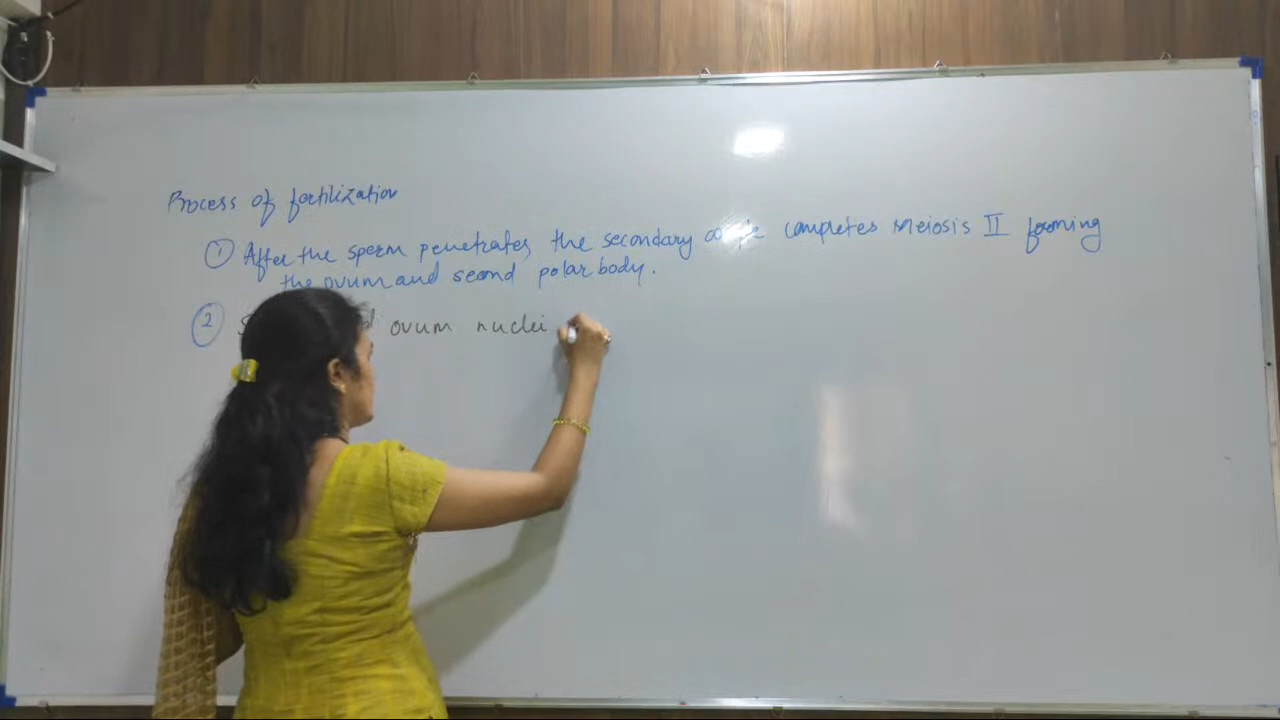 Process of fertilization
① After the sperm penetrates, the secondary completes Meiosis II forming
the ovum and second polar body.
② ovum nuclei